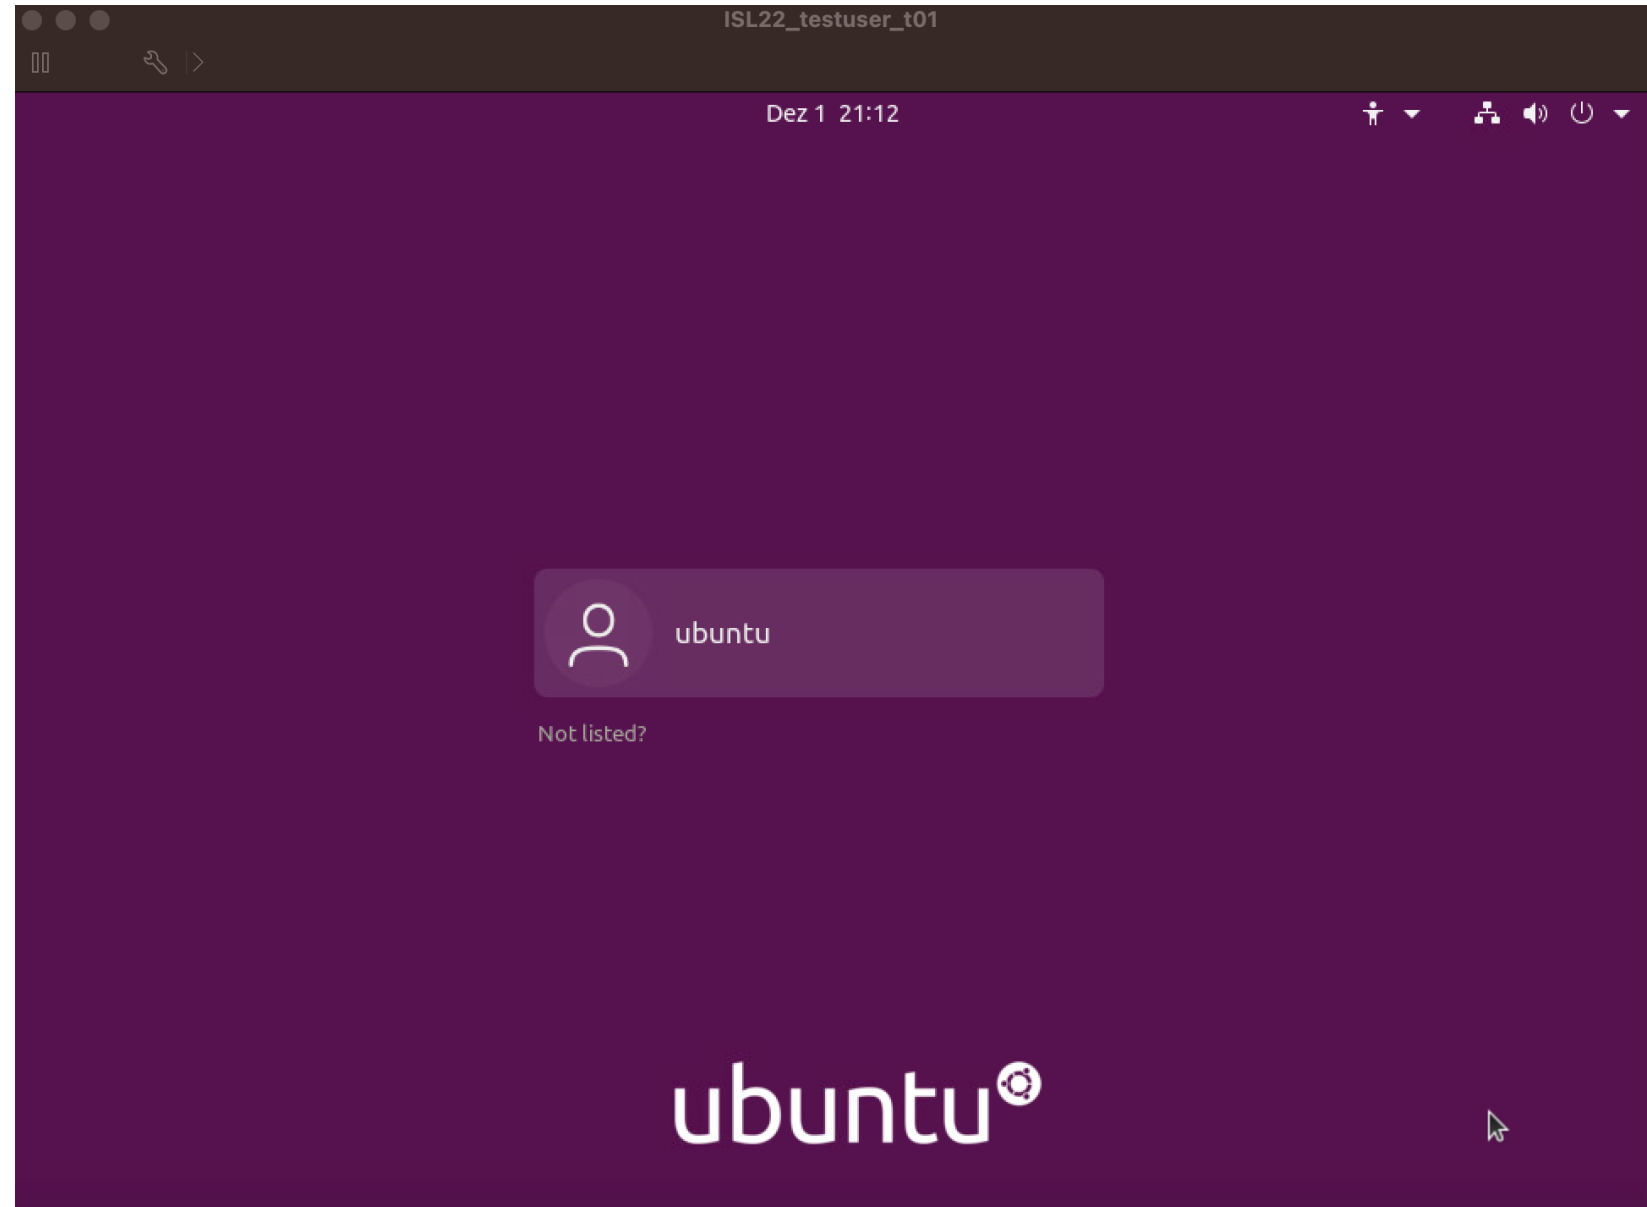 ISL22_testuser_t01
Dez 1 21:12
ubuntu
Not listed?
ubuntu